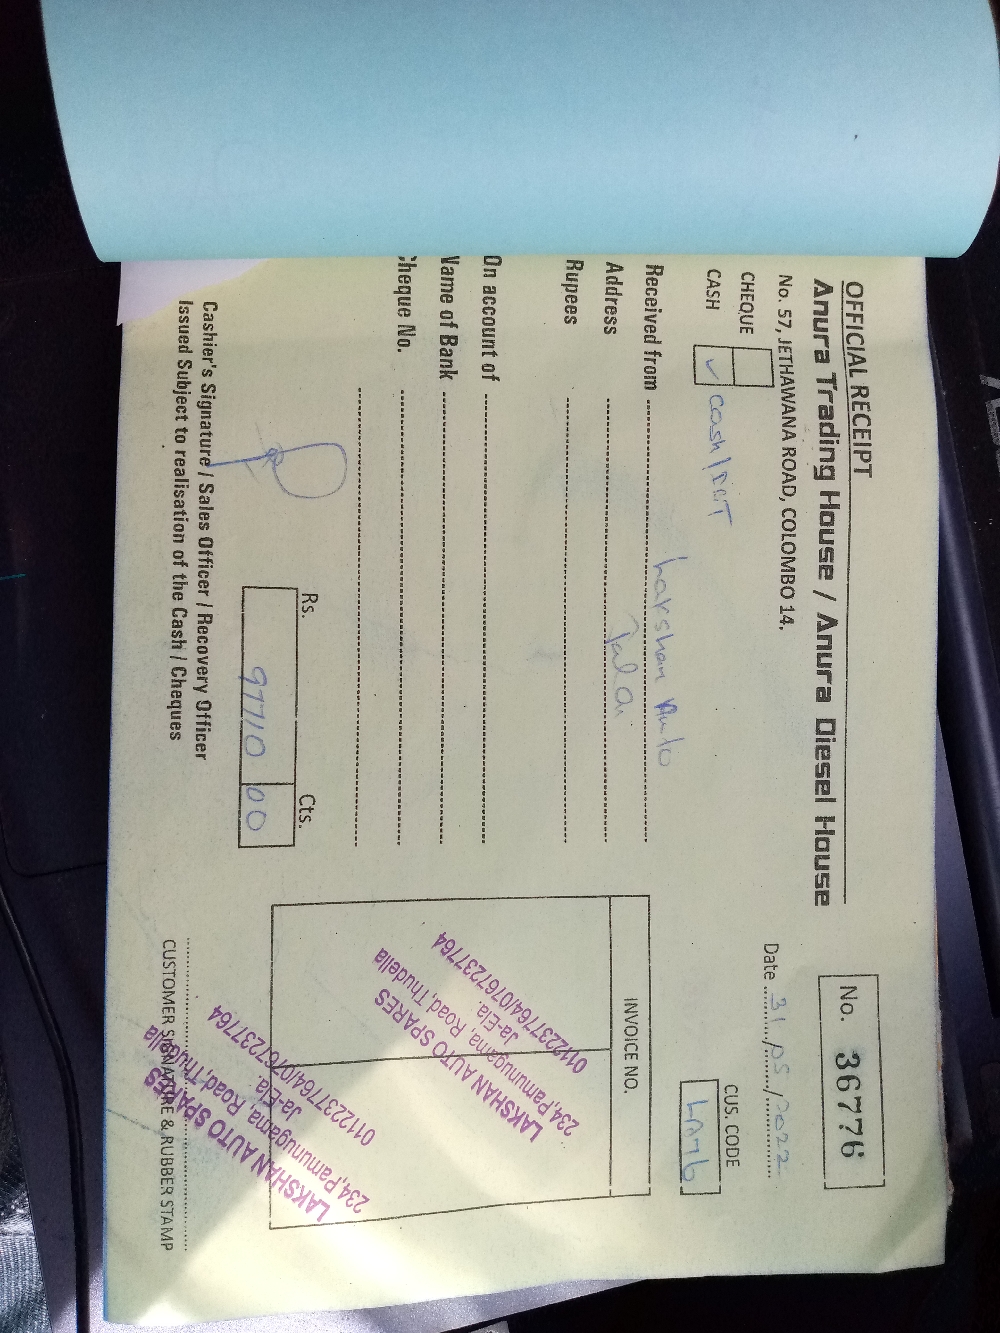 OFFICIAL RECEIPT
Anura Trading House / Anura Diesel House
No. 57, JETHAWANA ROAD, COLOMBO 14.
No. 36776
Date 31/05/2022
CHEQUE
CASH ✓ cash/
CUS. CODE
Received from Lakshan Auto
Address
Rupees
On account of
Name of Bank
Cheque No.
INVOICE NO.
Rs. Cts.
97710 00
Cashier's Signature / Sales Officer / Recovery Officer
Issued Subject to realisation of the Cash / Cheques
LAKSHAN AUTO SPARES
234,Pamunugama, Road,Thudella
Ja-Ela.
0112237764/0767237764
LAKSHAN AUTO SPARES
234,Pamunugama, Road,Thudella
Ja-Ela.
0112237764/0767237764
CUSTOMER SIGNATURE & RUBBER STAMP